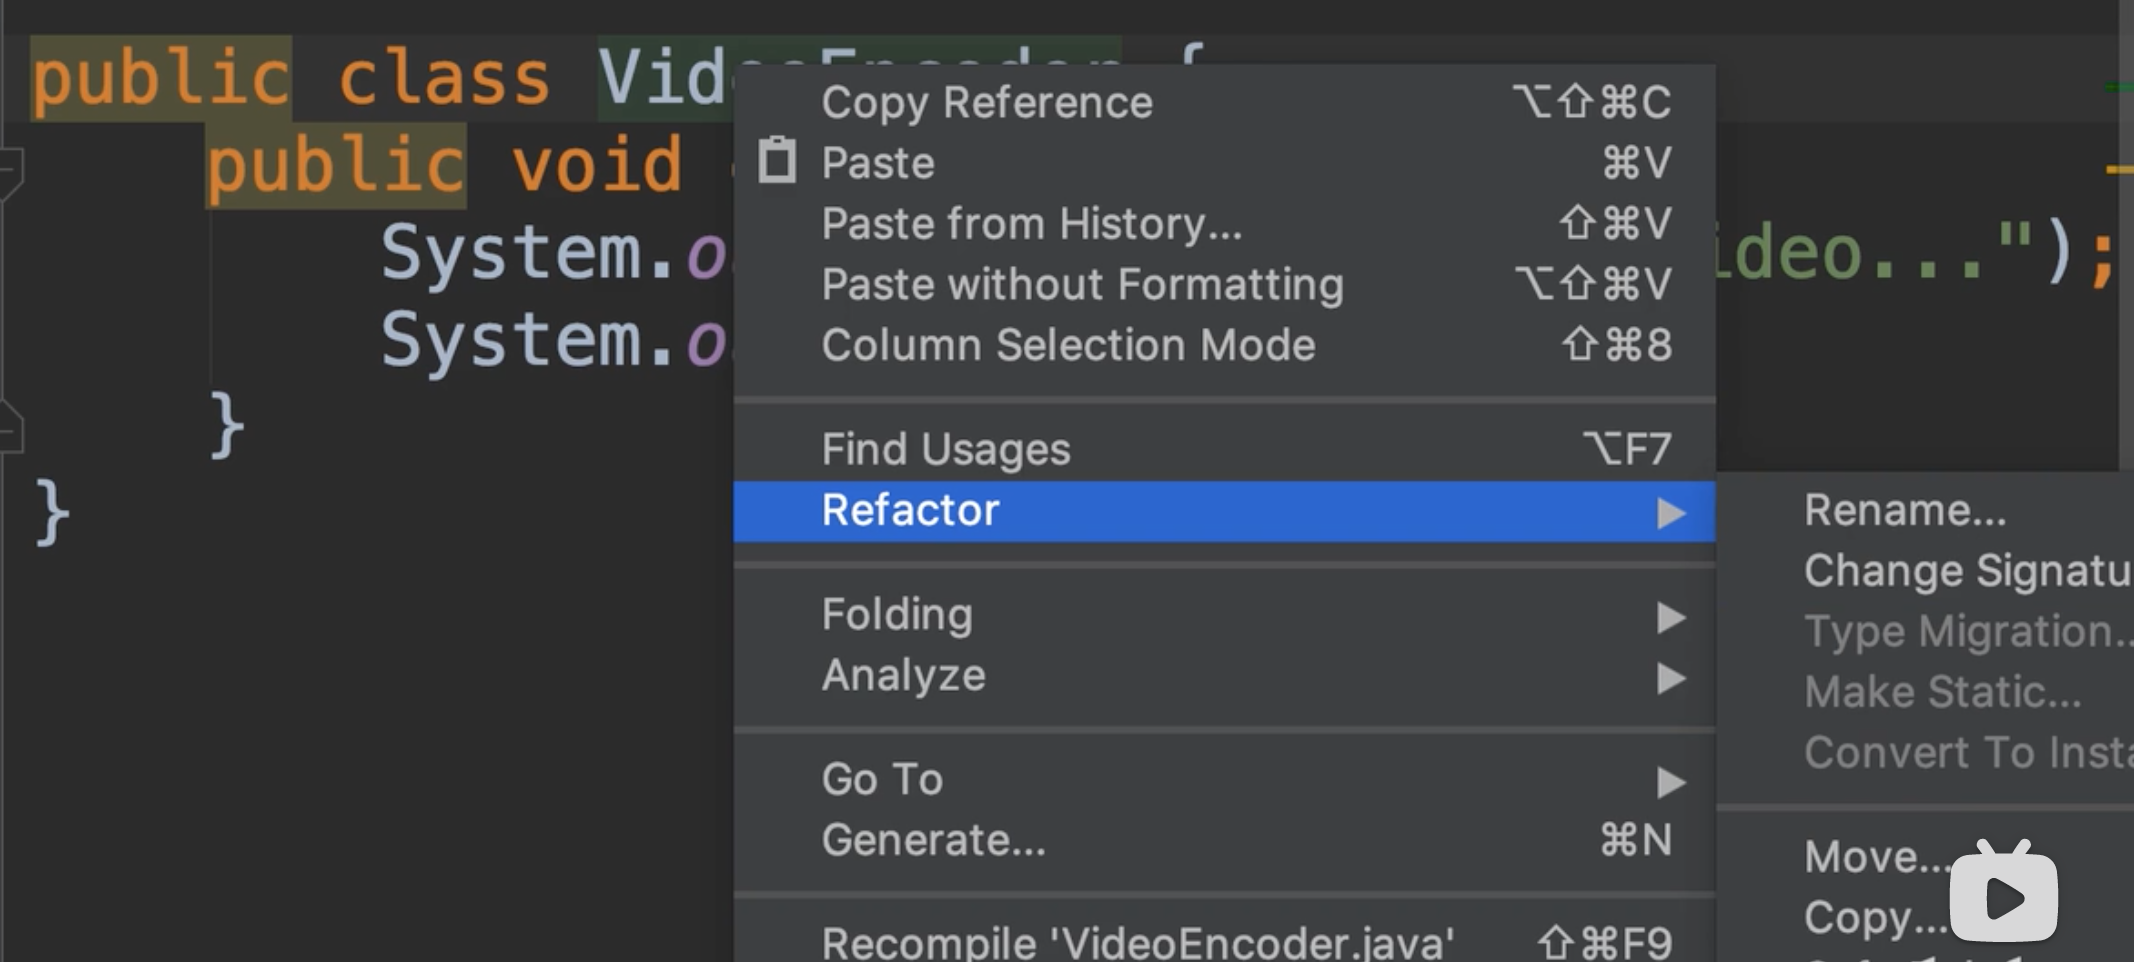 public class VideoEncoder {
public void
System.o
System.o
ideo...");
}
}
Copy Reference ⌥⇧⌘C
Paste ⌘V
Paste from History... ⇧⌘V
Paste without Formatting ⌥⇧⌘V
Column Selection Mode ⇧⌘8
Find Usages ⌥F7
Refactor ▶
Folding ▶
Analyze ▶
Go To ▶
Generate... ⌘N
Recompile 'VideoEncoder.java' ⇧⌘F9
Rename...
Change Signatu
Type Migration..
Make Static...
Convert To Insta
Move...
Copy...